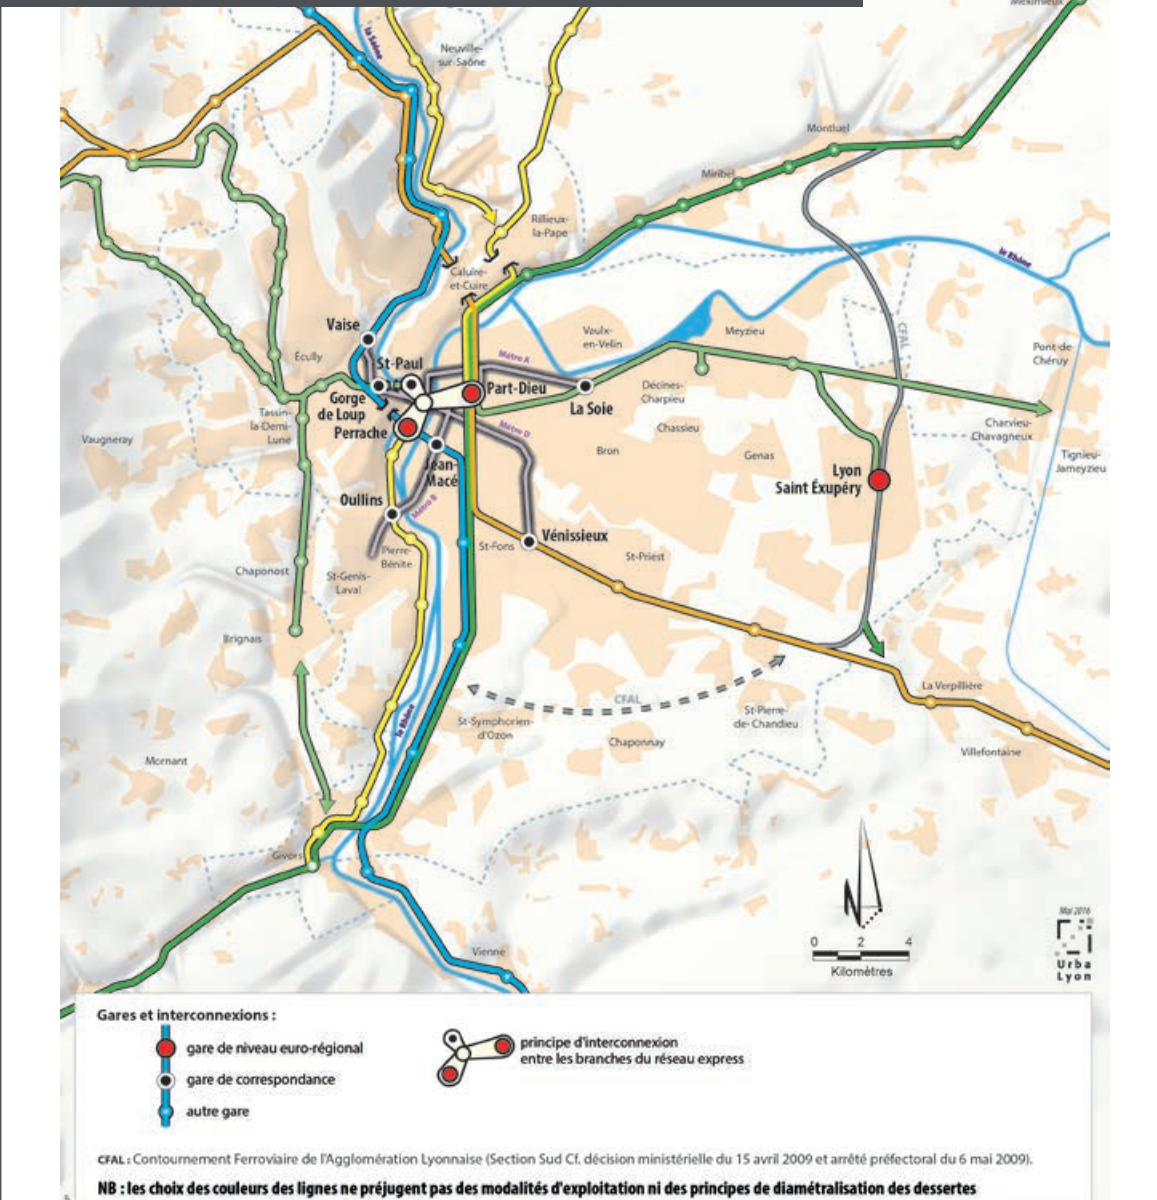 Meximieux
la Saône
Neuville-
sur-Saône
Montluel
Miribel
Rillieux-
la-Pape
le Rhône
Caluire-
et-Cuire
Vaise
Vaulx-
en-Velin
Meyzieu
CFAL
Pont-de-
Chéruy
Écully
St-Paul
Métro A
Part-Dieu
Gorge
de Loup
La Soie
Décines-
Charpieu
Tassin-
la-Demi-
Lune
Perrache
Métro D
Chassieu
Charvieu-
Chavagneux
Vaugneray
Bron
Genas
Tignieu-
Jameyzieu
Jean-
Macé
Lyon
Saint Éxupéry
Oullins
Métro B
Vénissieux
St-Fons
St-Priest
Pierre-
Bénite
Chaponost
St-Genis-
Laval
Brignais
La Verpillière
CFAL
le Rhône
St-Symphorien-
d'Ozon
St-Pierre-
de-Chandieu
Chaponnay
Villefontaine
Mornant
Givors
N
Mai 2016
Vienne
0 2 4
Kilomètres
Urba
Lyon
Gares et interconnexions :
gare de niveau euro-régional
gare de correspondance
autre gare
principe d'interconnexion
entre les branches du réseau express
CFAL : Contournement Ferroviaire de l'Agglomération Lyonnaise (Section Sud Cf. décision ministérielle du 15 avril 2009 et arrêté préfectoral du 6 mai 2009).
NB : les choix des couleurs des lignes ne préjugent pas des modalités d'exploitation ni des principes de diamétralisation des dessertes